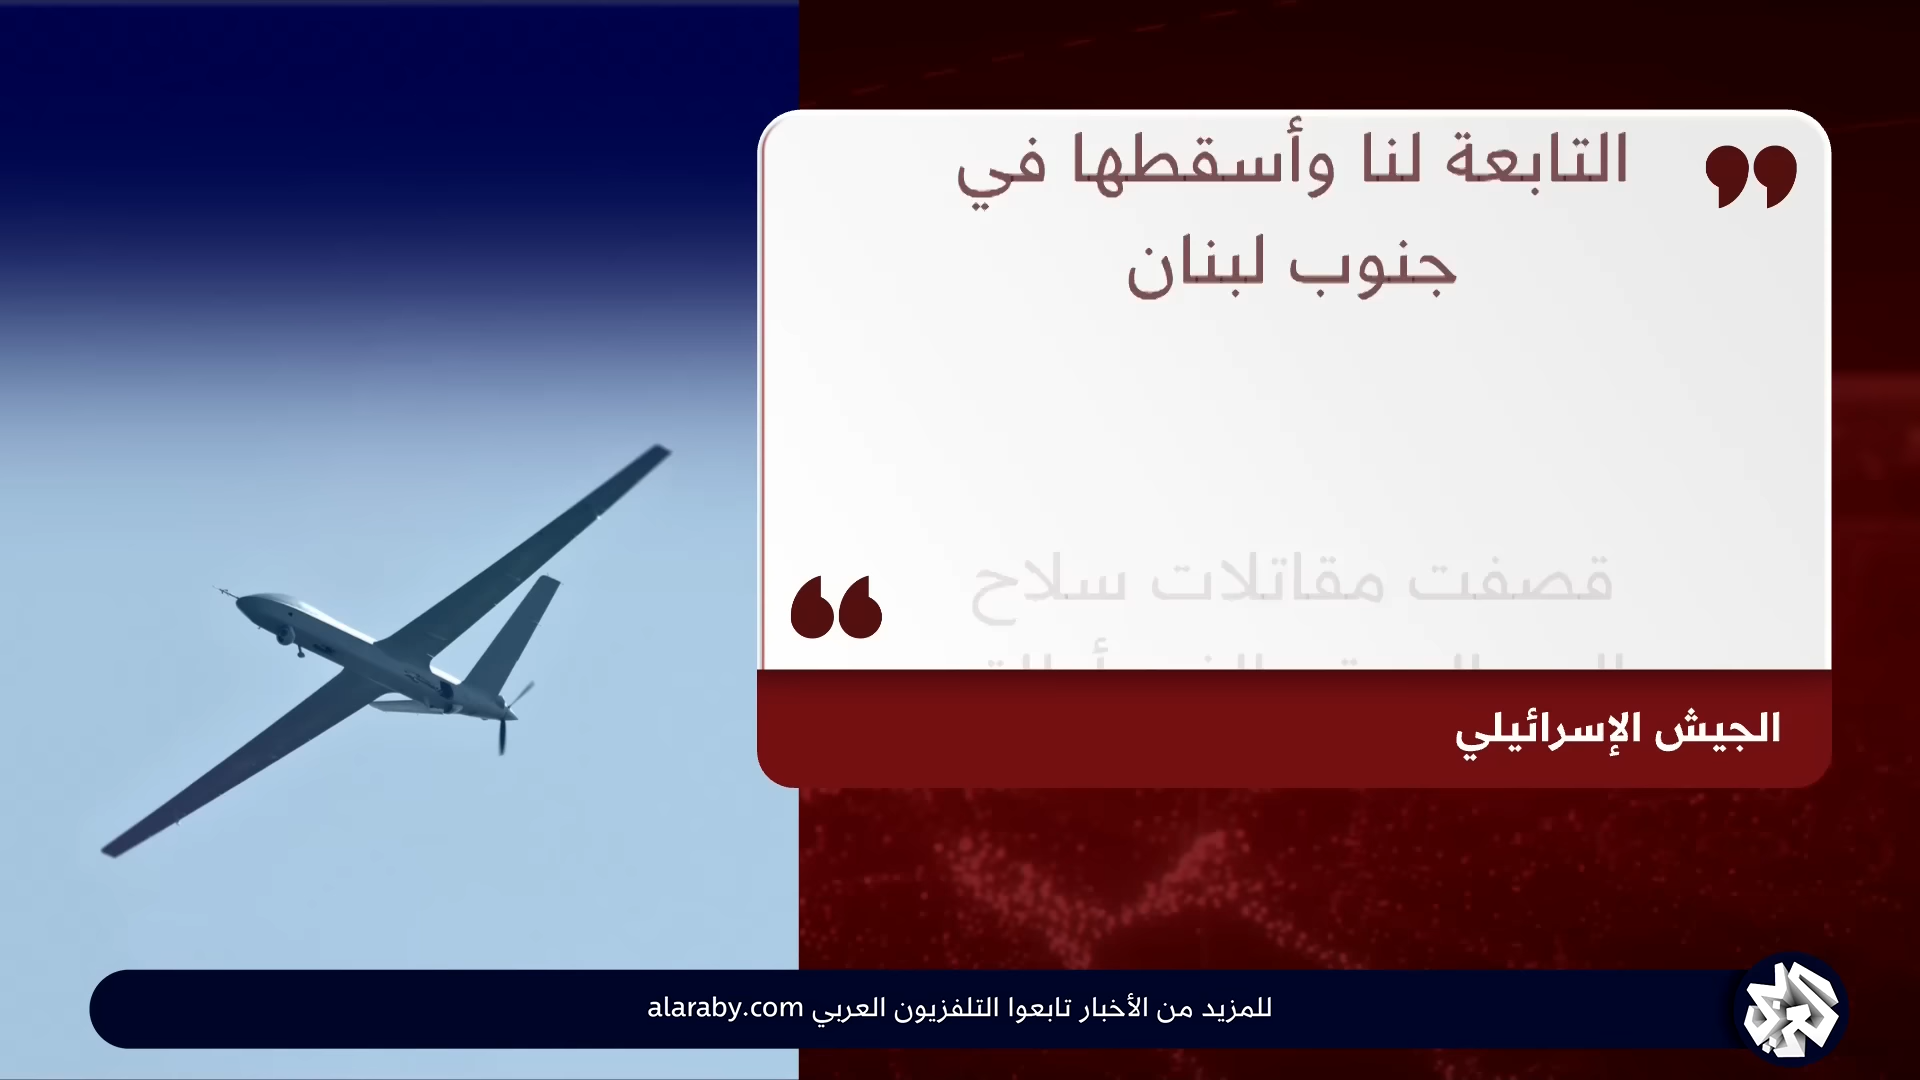 التابعة لنا وأسقطها في
جنوب لبنان
قصفت مقاتلات سلاح
الجيش الإسرائيلي
للمزيد من الأخبار تابعوا التلفزيون العربي alaraby.com
العربي